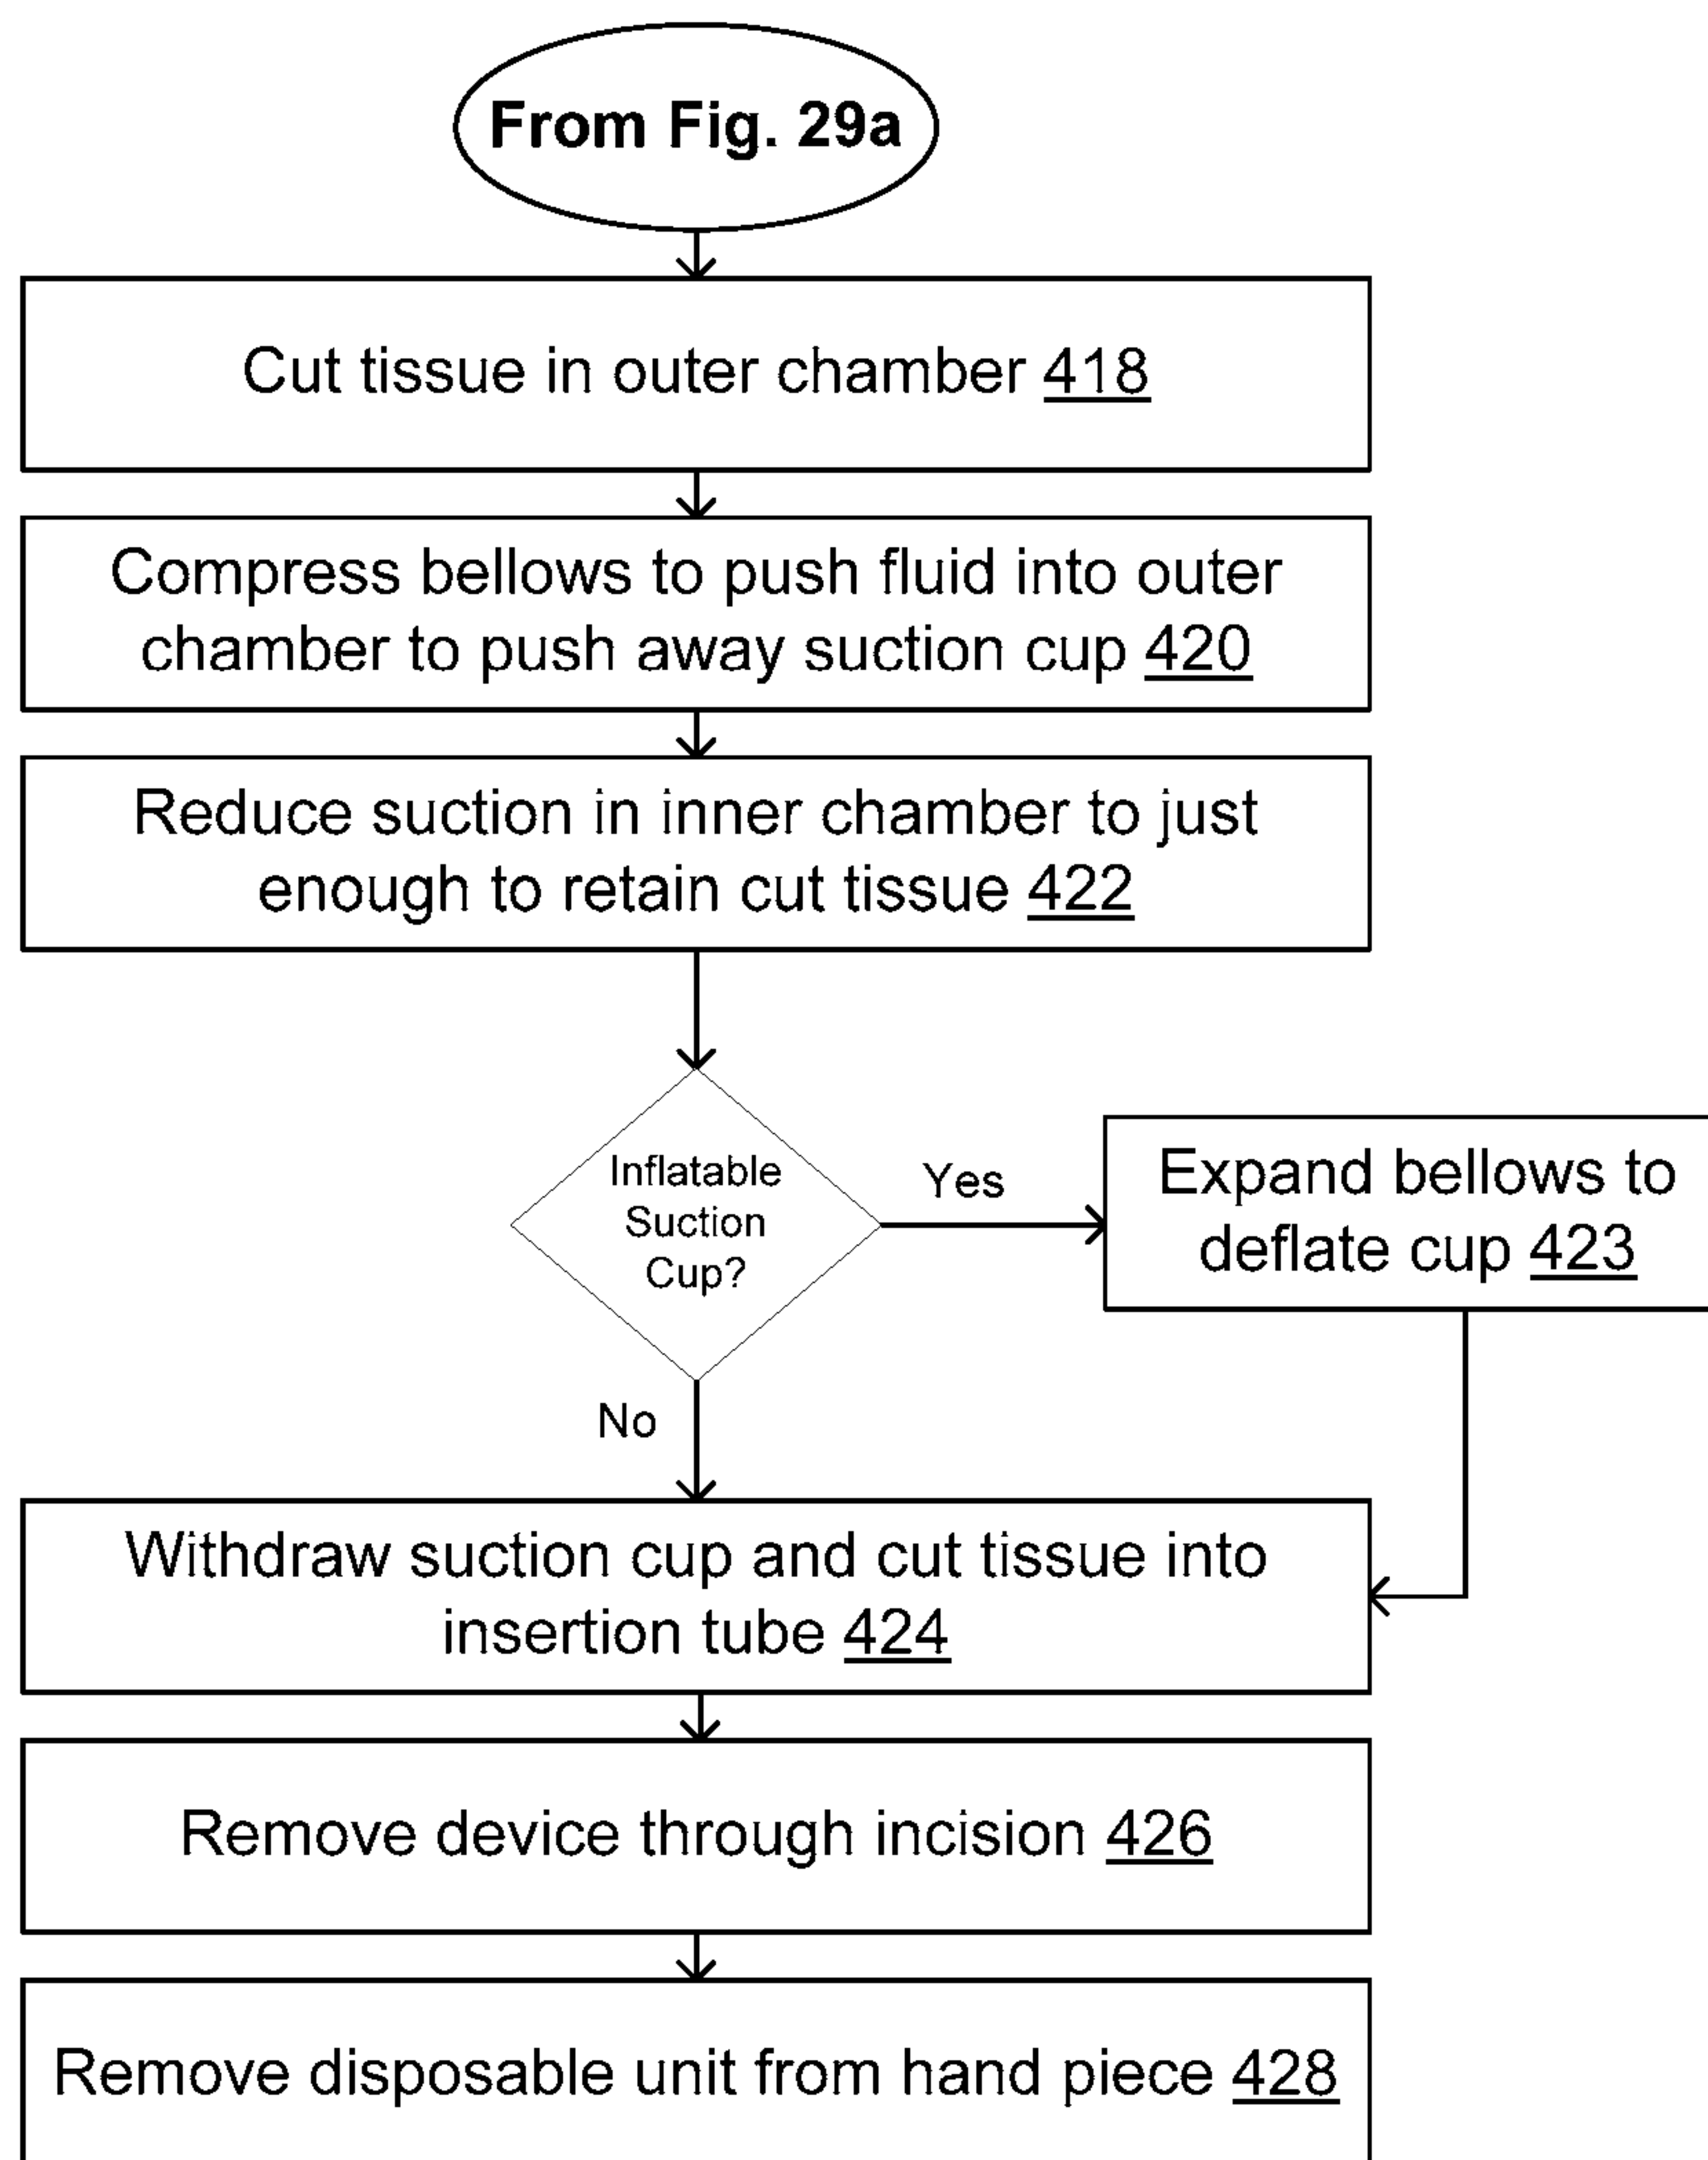 From Fig. 29a
Cut tissue in outer chamber 418
Compress bellows to push fluid into outer
chamber to push away suction cup 420
Reduce suction in inner chamber to just
enough to retain cut tissue 422
Inflatable
Suction
Cup?
Yes
Expand bellows to
deflate cup 423
No
Withdraw suction cup and cut tissue into
insertion tube 424
Remove device through incision 426
Remove disposable unit from hand piece 428